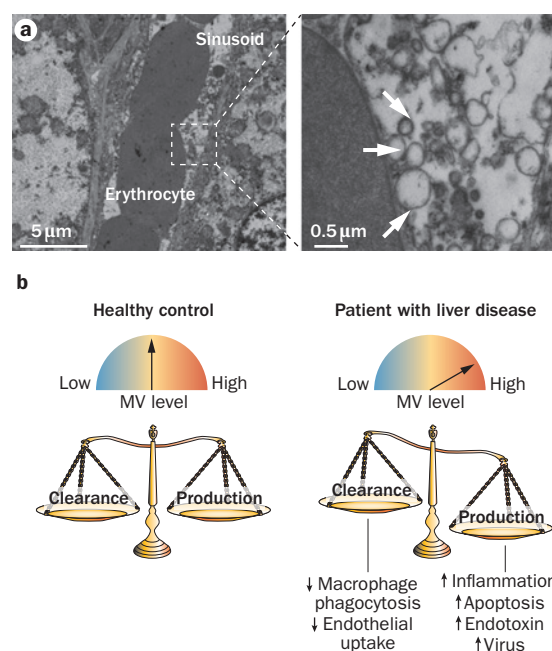 a
Sinusoid
Erythrocyte
5 µm
0.5 µm
b
Healthy control
Low
High
MV level
Clearance
Production
Patient with liver disease
Low
High
MV level
Clearance
Production
↓ Macrophage
phagocytosis
↓ Endothelial
uptake
↑ Inflammation
↑ Apoptosis
↑ Endotoxin
↑ Virus